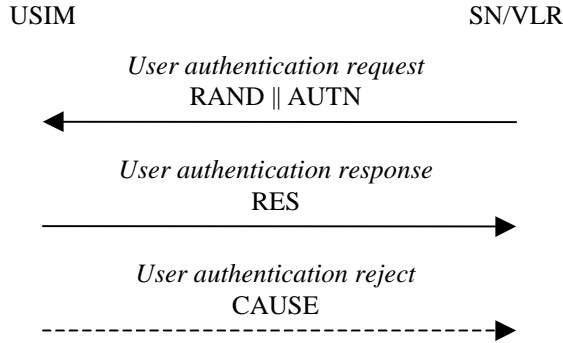 USIM SN/VLR
User authentication request
RAND || AUTN
User authentication response
RES
User authentication reject
CAUSE